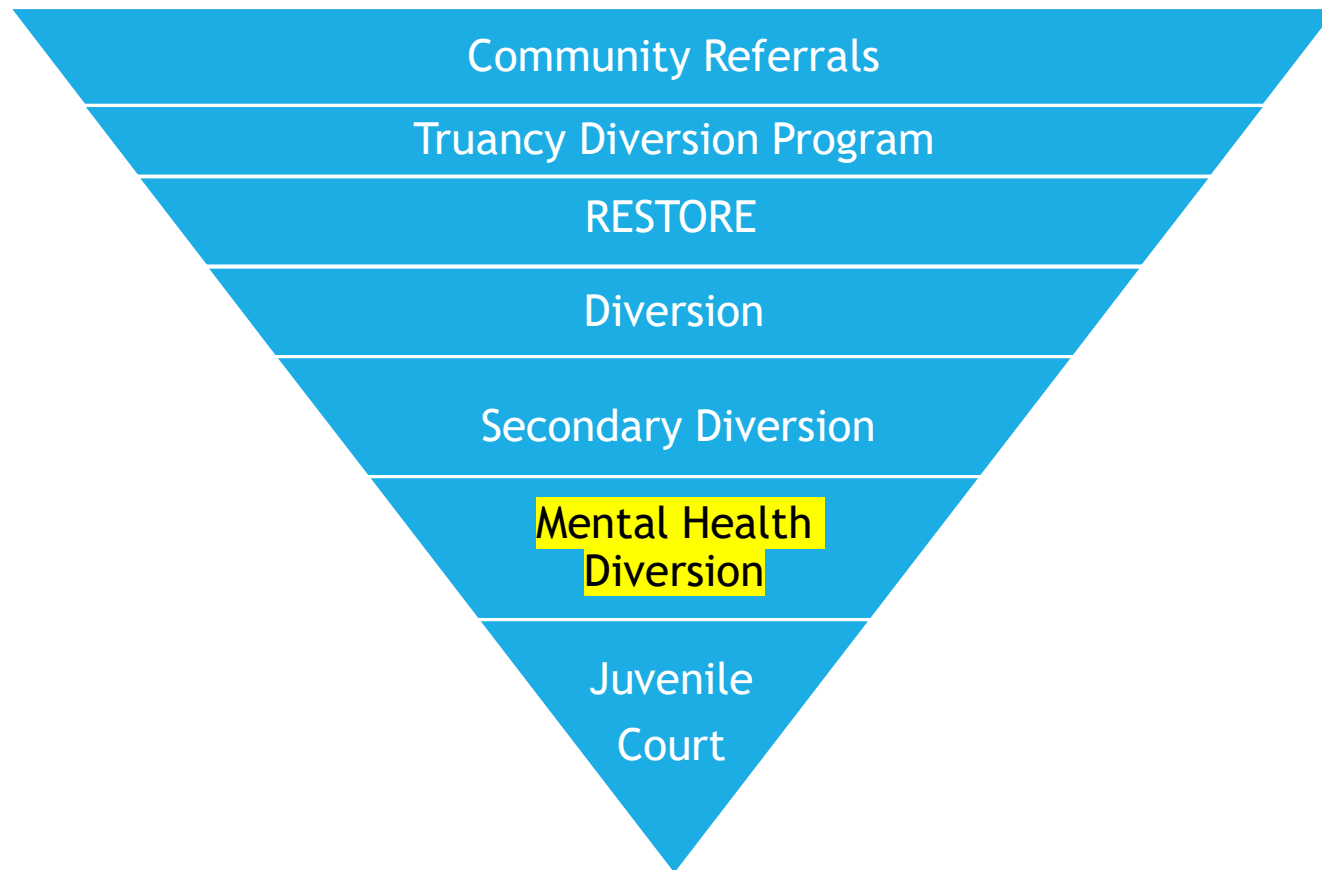 Community Referrals
Truancy Diversion Program
RESTORE
Diversion
Secondary Diversion
Mental Health
Diversion
Juvenile
Court